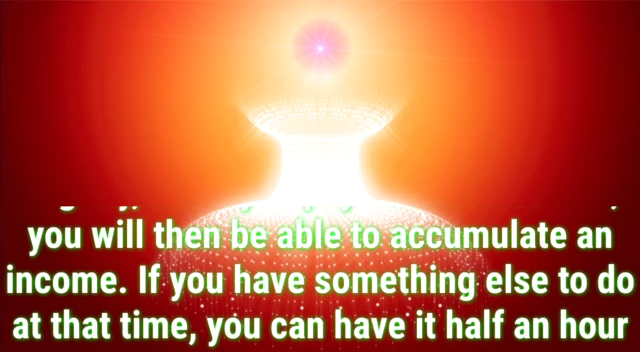 you will then be able to accumulate an
income. If you have something else to do
at that time, you can have it half an hour